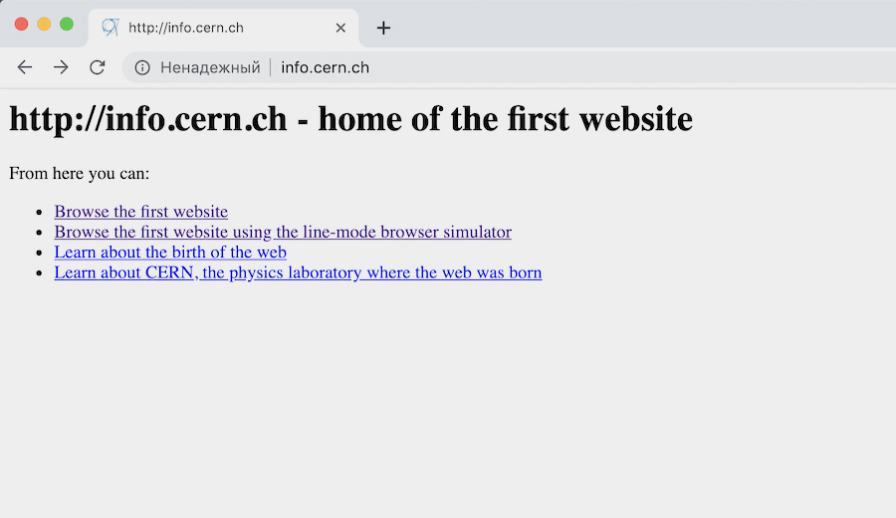 http://info.cern.ch
Ненадежный | info.cern.ch
http://info.cern.ch - home of the first website
From here you can:
• Browse the first website
• Browse the first website using the line-mode browser simulator
• Learn about the birth of the web
• Learn about CERN, the physics laboratory where the web was born